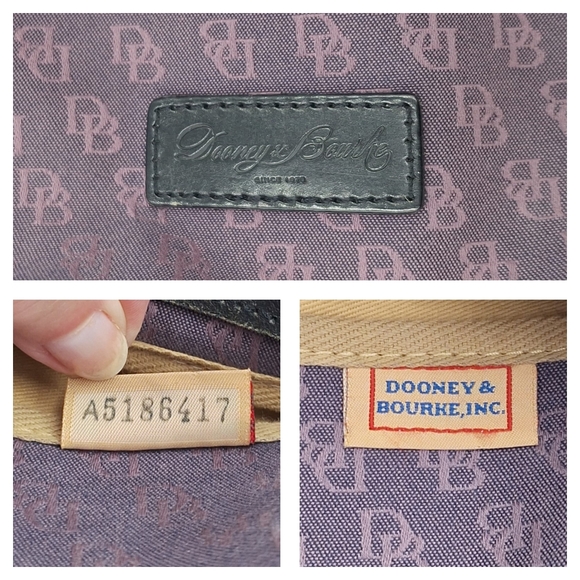 Dooney & Bourke
SINCE 1975
A5186417
DOONEY &
BOURKE,INC.